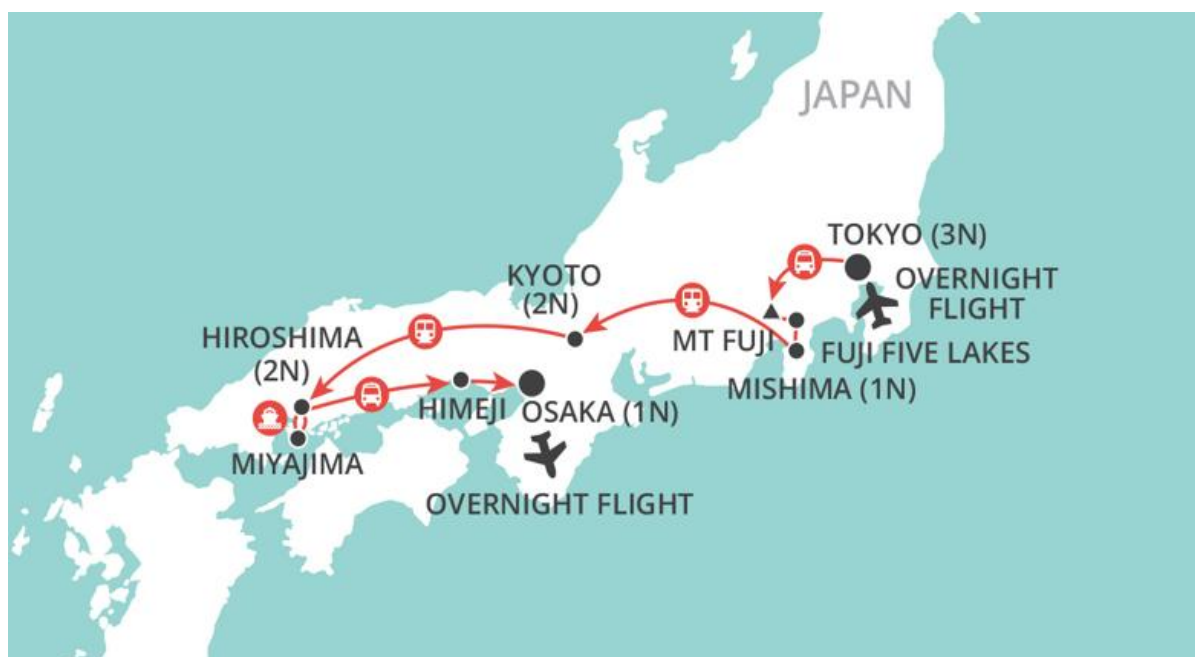 JAPAN
TOKYO (3N)
OVERNIGHT
FLIGHT
KYOTO
(2N)
MT FUJI
FUJI FIVE LAKES
MISHIMA (1N)
HIROSHIMA
(2N)
HIMEJI
OSAKA (1N)
MIYAJIMA
OVERNIGHT FLIGHT